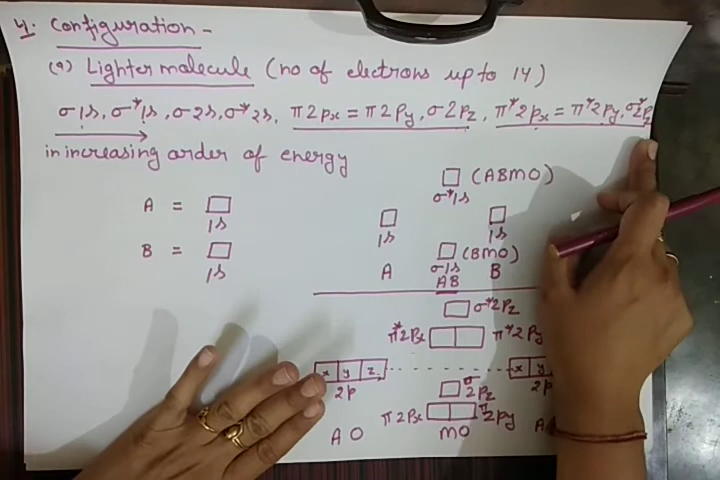 4. Configuration -
(a) Lighter molecule (no of electrons up to 14)
σ1s, σ*1s, σ2s, σ*2s, π2px = π2py, σ2pz, π*2px = π*2py, σ*2pz
in increasing order of energy
(ABMO)
σ*1s
A = 1s
1s 1s
B = 1s
(BMO)
σ1s
A AB B
σ*2pz
π*2px π*2py
x y z x y
2p 2p
σ2pz
π2px π2py
AO MO A